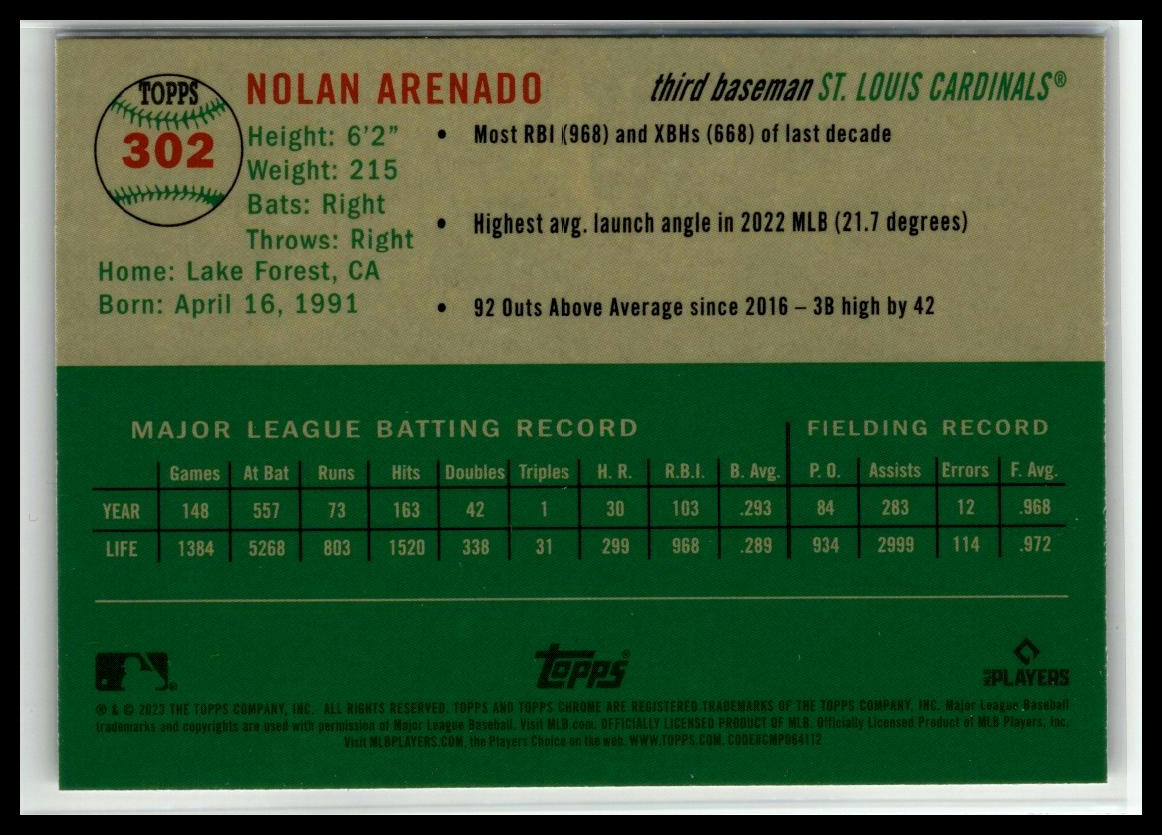 TOPPS
302
NOLAN ARENADO
third baseman ST. LOUIS CARDINALS®
Height: 6'2"
Weight: 215
Bats: Right
Throws: Right
Home: Lake Forest, CA
Born: April 16, 1991
• Most RBI (968) and XBHs (668) of last decade
• Highest avg. launch angle in 2022 MLB (21.7 degrees)
• 92 Outs Above Average since 2016 – 3B high by 42
MAJOR LEAGUE BATTING RECORD FIELDING RECORD
Games At Bat Runs Hits Doubles Triples H. R. R.B.I. B. Avg. P. O. Assists Errors F. Avg.
YEAR 148 557 73 163 42 1 30 103 .293 84 283 12 .968
LIFE 1384 5268 803 1520 338 31 299 968 .289 934 2999 114 .972
Topps®
MLB PLAYERS
® & © 2023 THE TOPPS COMPANY, INC. ALL RIGHTS RESERVED. TOPPS AND TOPPS CHROME ARE REGISTERED TRADEMARKS OF THE TOPPS COMPANY, INC. Major League Baseball
trademarks and copyrights are used with permission of Major League Baseball. Visit MLB.com. OFFICIALLY LICENSED PRODUCT OF MLB. Officially Licensed Product of MLB Players, Inc.
Visit MLBPLAYERS.COM, the Players Choice on the web. WWW.TOPPS.COM. CODE#CMP064112